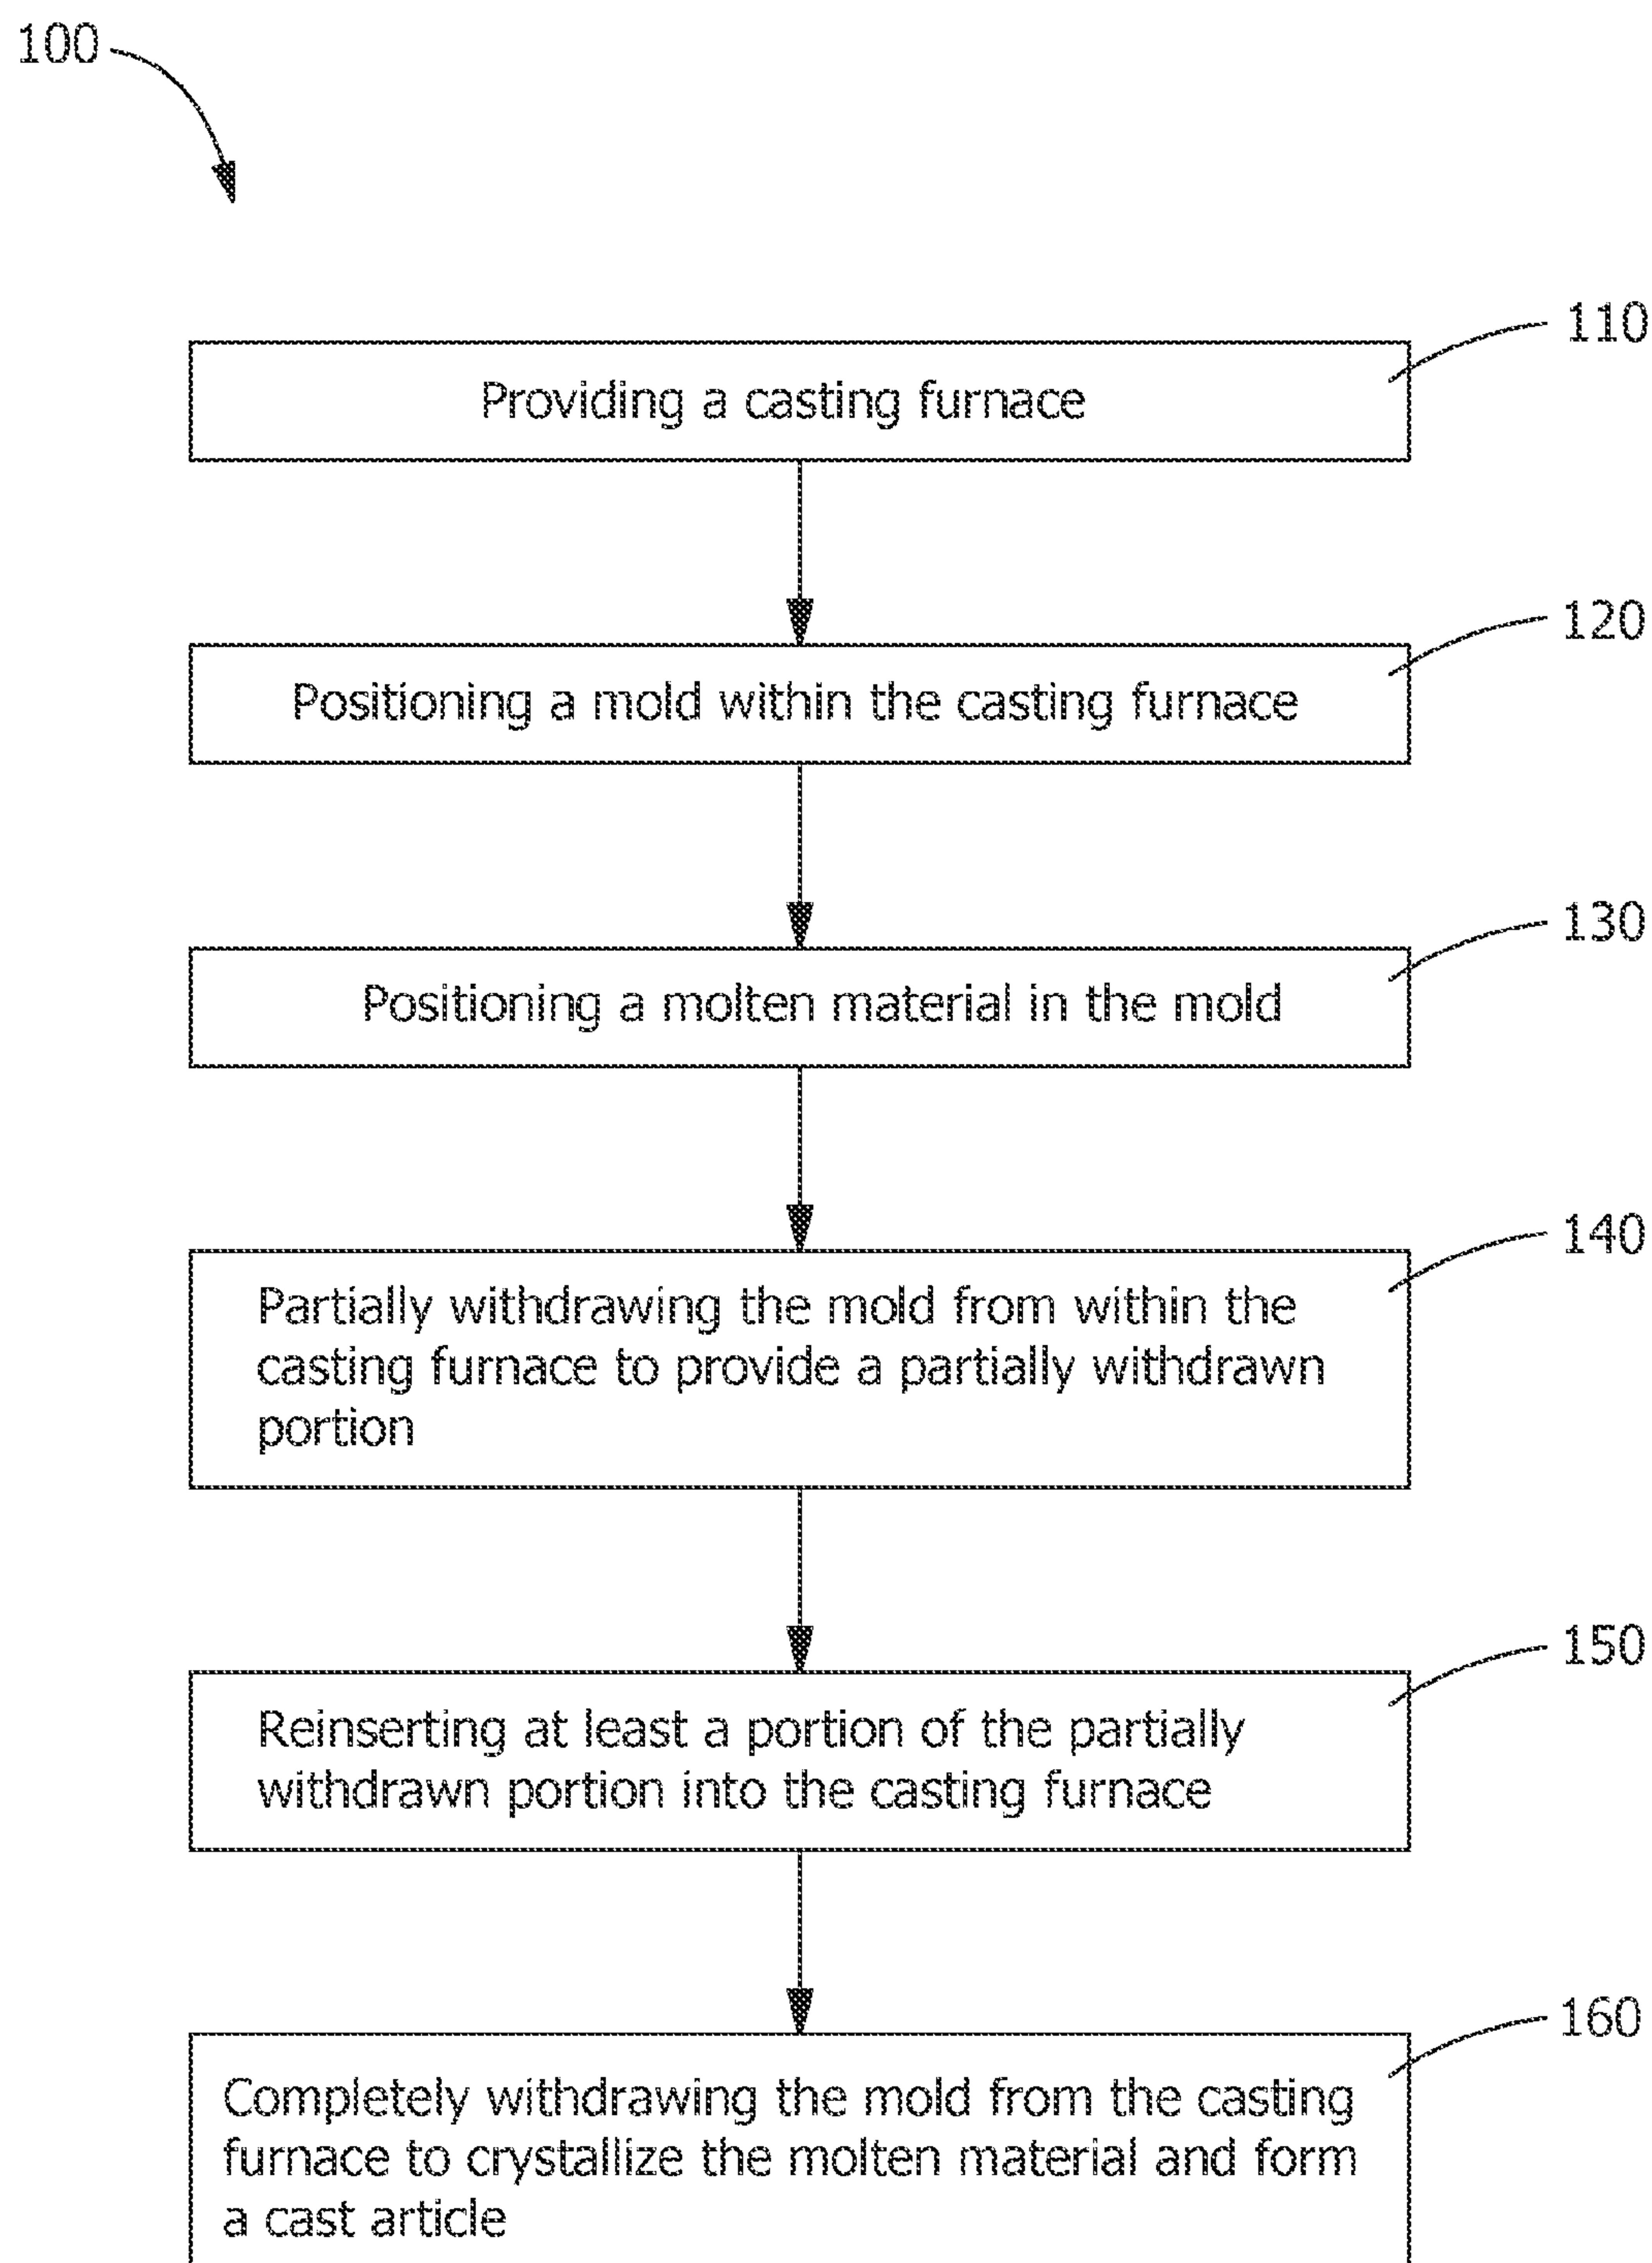 100
110
Providing a casting furnace
120
Positioning a mold within the casting furnace
130
Positioning a molten material in the mold
140
Partially withdrawing the mold from within the
casting furnace to provide a partially withdrawn
portion
150
Reinserting at least a portion of the partially
withdrawn portion into the casting furnace
160
Completely withdrawing the mold from the casting
furnace to crystallize the molten material and form
a cast article